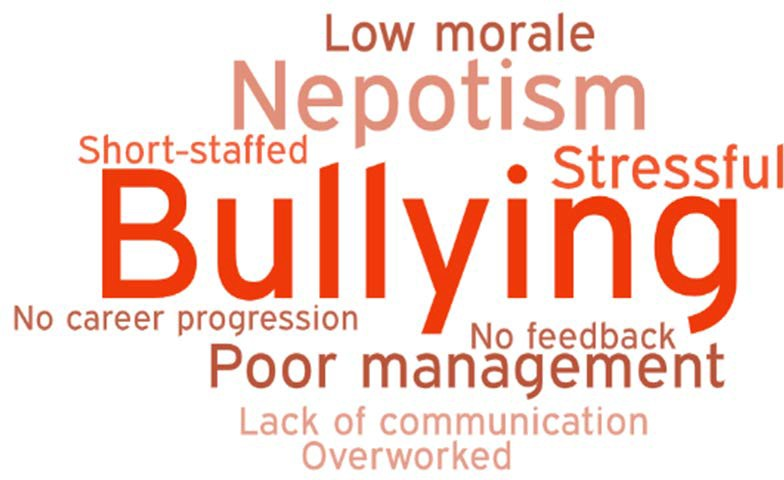 Low morale
Nepotism
Short-staffed
Stressful
Bullying
No career progression
No feedback
Poor management
Lack of communication
Overworked